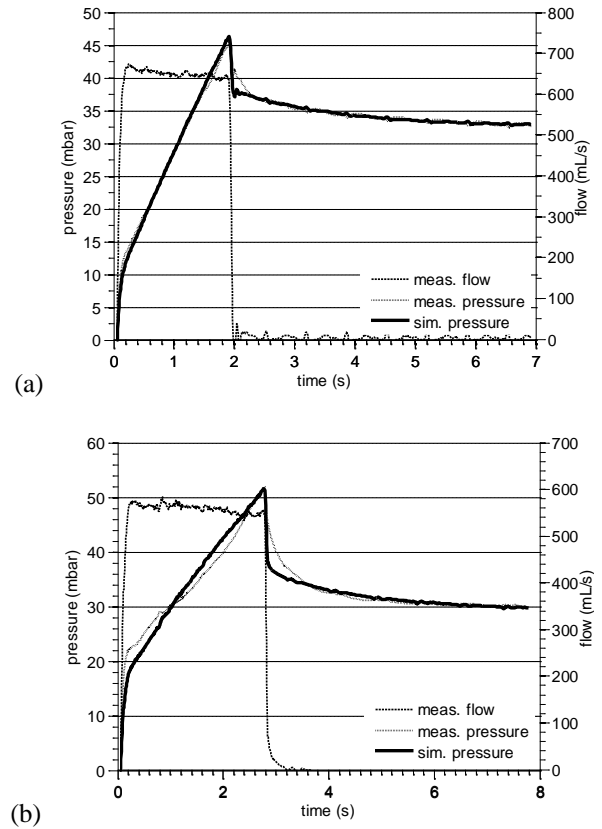 50
800
45
700
40
600
35
500
30
25
400
20
300
15
200
10
100
5
0
0
pressure (mbar)
flow (mL/s)
meas. flow
meas. pressure
sim. pressure
0 1 2 3 4 5 6 7
time (s)
(a)
60
700
600
50
500
40
400
30
300
20
200
10
100
0
0
pressure (mbar)
flow (mL/s)
meas. flow
meas. pressure
sim. pressure
0 2 4 6 8
time (s)
(b)